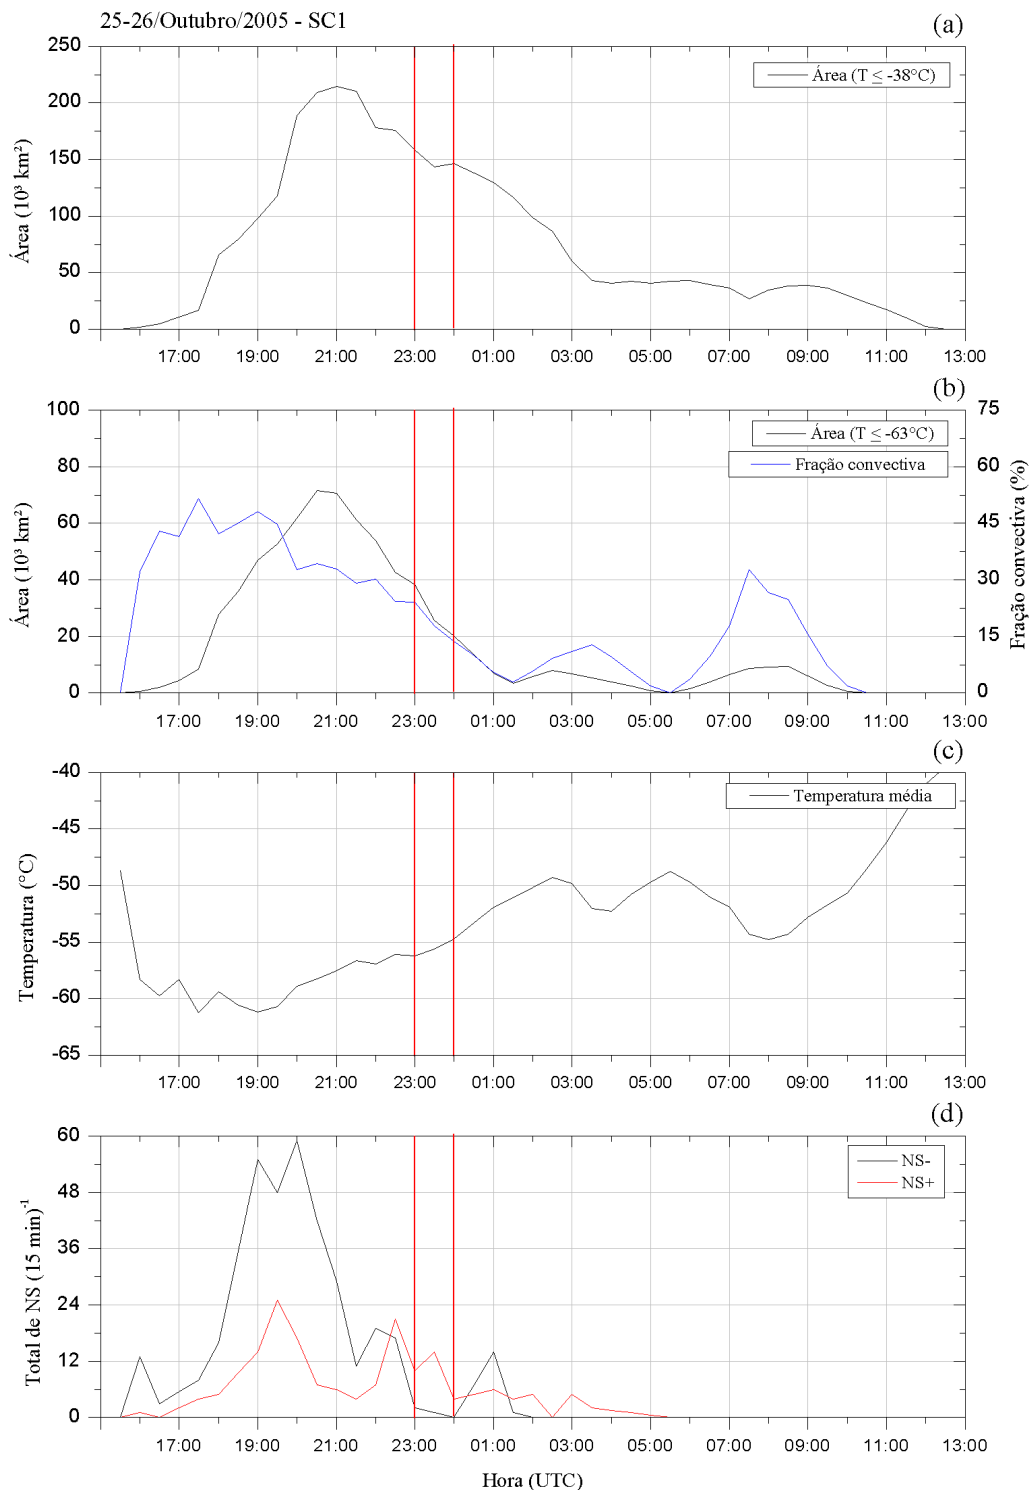 25-26/Outubro/2005 - SC1
(a)
Área (T ≤ -38°C)
Área (10³ km²)
250
200
150
100
50
0
17:00 19:00 21:00 23:00 01:00 03:00 05:00 07:00 09:00 11:00 13:00
(b)
Área (T ≤ -63°C)
Fração convectiva
Área (10³ km²)
100
80
60
40
20
0
75
60
45
30
15
0
Fração convectiva (%)
17:00 19:00 21:00 23:00 01:00 03:00 05:00 07:00 09:00 11:00 13:00
(c)
Temperatura média
Temperatura (°C)
-40
-45
-50
-55
-60
-65
17:00 19:00 21:00 23:00 01:00 03:00 05:00 07:00 09:00 11:00 13:00
(d)
NS-
NS+
Total de NS (15 min)⁻¹
60
48
36
24
12
0
17:00 19:00 21:00 23:00 01:00 03:00 05:00 07:00 09:00 11:00 13:00
Hora (UTC)